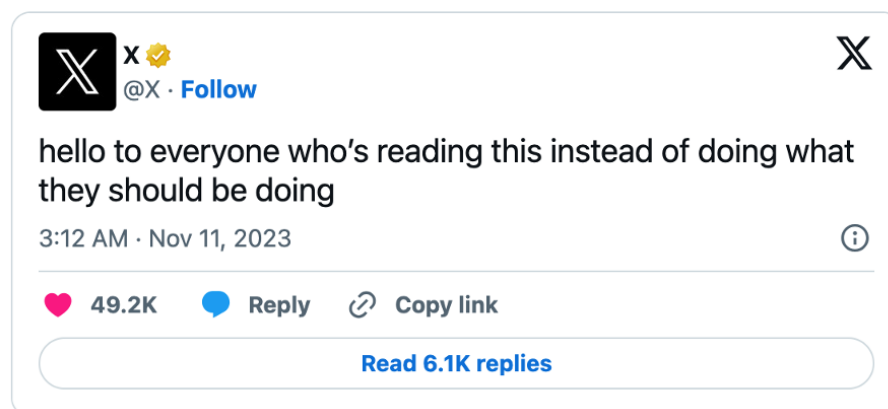 X
@X · Follow
hello to everyone who’s reading this instead of doing what
they should be doing
3:12 AM · Nov 11, 2023
49.2K Reply Copy link
Read 6.1K replies